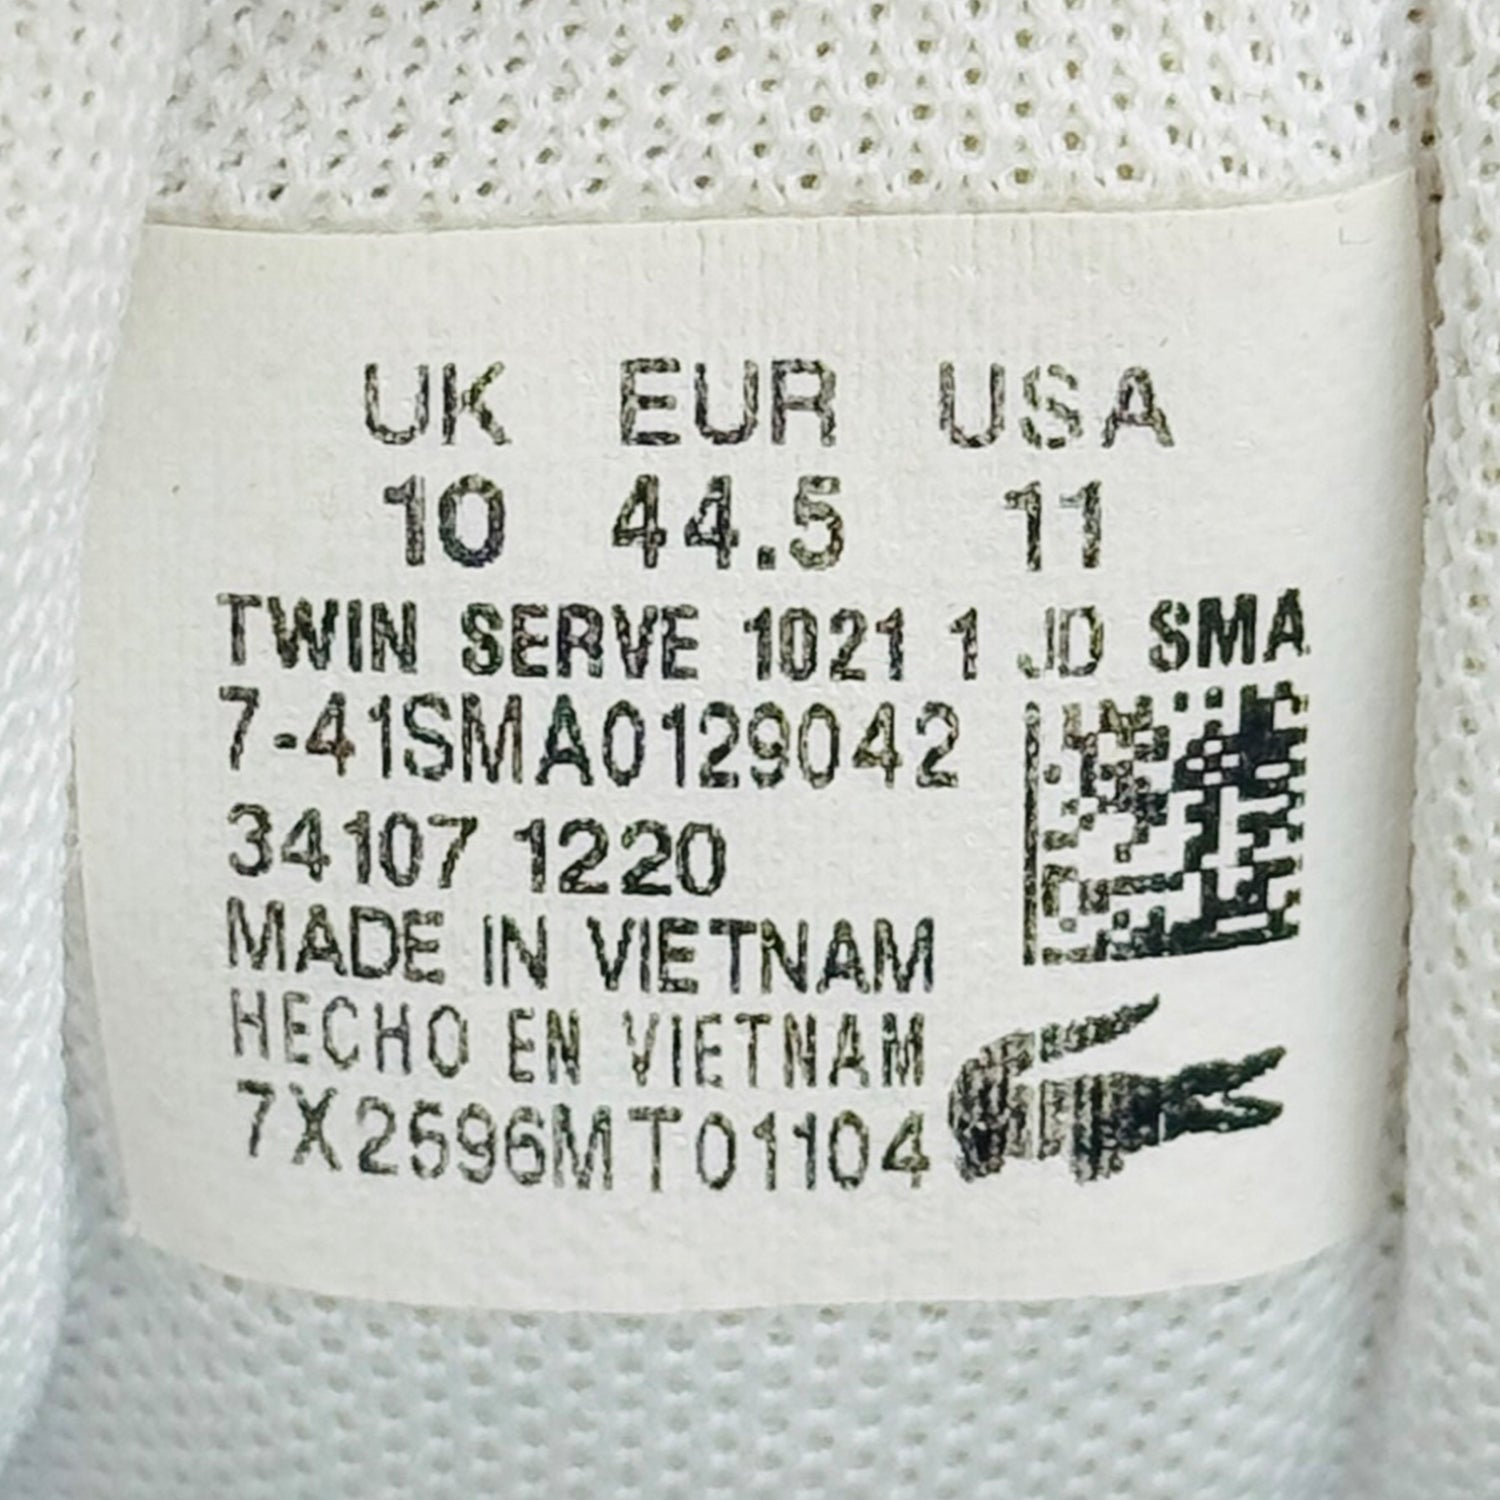 UK EUR USA
10 44.5 11
TWIN SERVE 1021 1 JD SMA
7-41SMA0129042
34107 1220
MADE IN VIETNAM
HECHO EN VIETNAM
7X2596MT01104